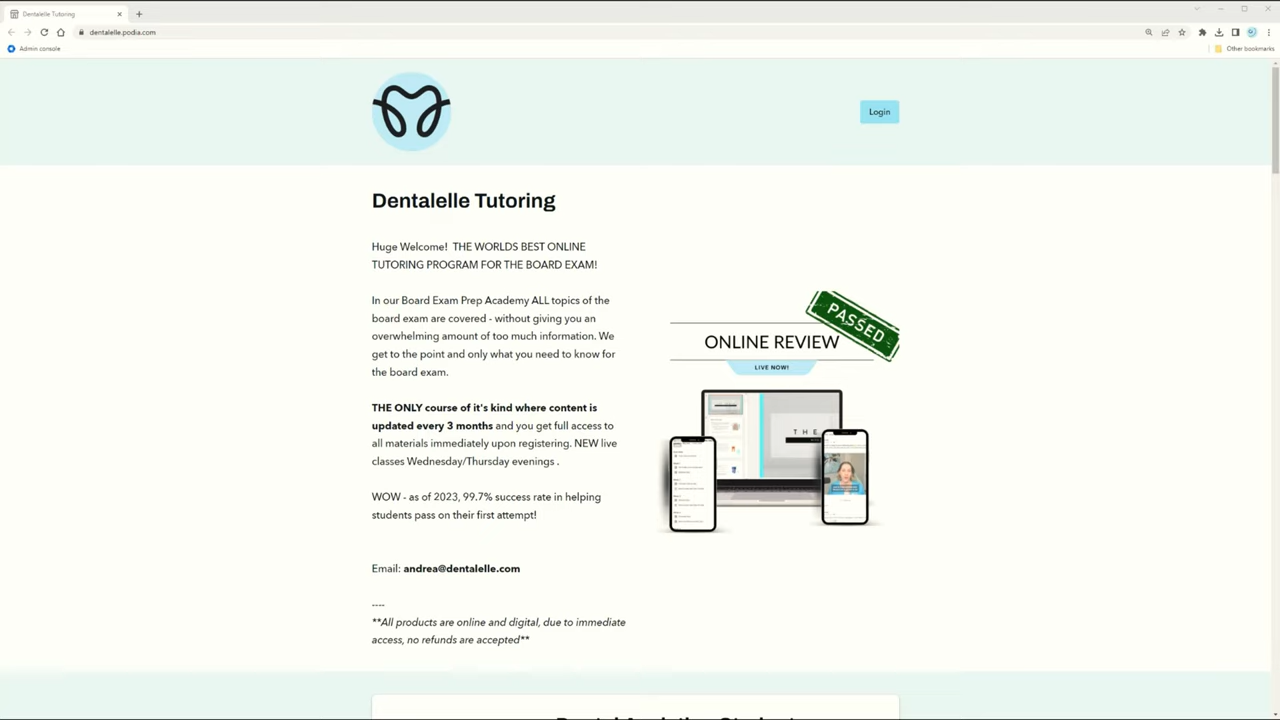 Dentalelle Tutoring
dentalelle.podia.com
Admin console
Other bookmarks
Login
Dentalelle Tutoring
Huge Welcome!  THE WORLDS BEST ONLINE
TUTORING PROGRAM FOR THE BOARD EXAM!
In our Board Exam Prep Academy ALL topics of the
board exam are covered - without giving you an
overwhelming amount of too much information. We
get to the point and only what you need to know for
the board exam.
THE ONLY course of it's kind where content is
updated every 3 months and you get full access to
all materials immediately upon registering. NEW live
classes Wednesday/Thursday evenings .
WOW - as of 2023, 99.7% success rate in helping
students pass on their first attempt!
Email: andrea@dentalelle.com
----
**All products are online and digital, due to immediate
access, no refunds are accepted**
PASSED
ONLINE REVIEW
LIVE NOW!
THE